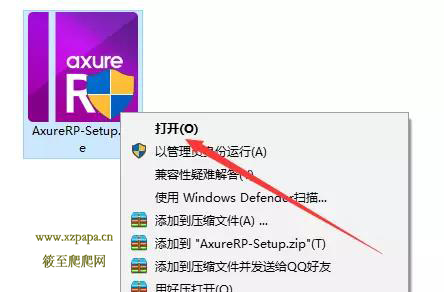 axure
RP
AxureRP-Setup.
e
打开(O)
以管理员身份运行(A)
兼容性疑难解答(Y)
使用 Windows Defender扫描...
添加到压缩文件(A) ...
添加到 "AxureRP-Setup.zip"(T)
添加到压缩文件并发送给QQ好友
用好压打开(O)
www.xzpapa.cn
筱至爬爬网